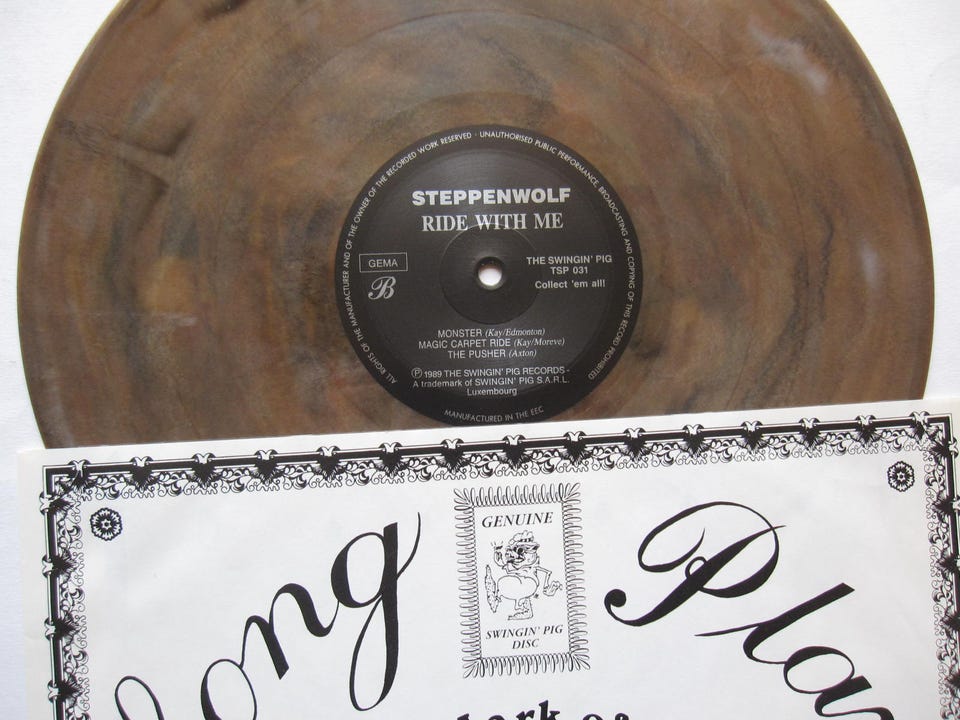 ALL RIGHTS OF THE MANUFACTURER AND OF THE OWNER OF THE RECORDED WORK RESERVED · UNAUTHORISED PUBLIC PERFORMANCE, BROADCASTING AND COPYING OF THIS RECORD PROHIBITED
STEPPENWOLF
RIDE WITH ME
GEMA
B
THE SWINGIN' PIG
TSP 031
Collect 'em all!
MONSTER (Kay/Edmonton)
MAGIC CARPET RIDE (Kay/Moreve)
THE PUSHER (Axton)
℗ 1989 THE SWINGIN' PIG RECORDS -
A trademark of SWINGIN' PIG S.A.R.L.
Luxembourg
MANUFACTURED IN THE EEC
GENUINE
SWINGIN' PIG
DISC
Long Play